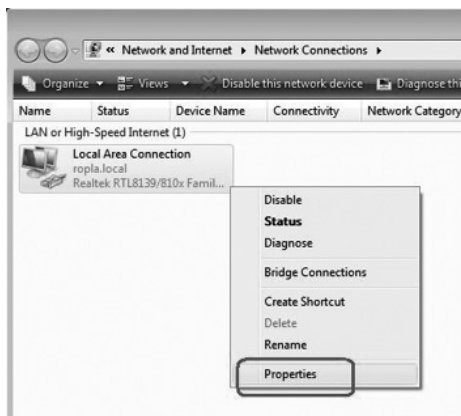 « Network and Internet ▸ Network Connections ▸
Organize Views Disable this network device Diagnose thi
Name Status Device Name Connectivity Network Category
LAN or High-Speed Internet (1)
Local Area Connection
ropla.local
Realtek RTL8139/810x Famil...
Disable
Status
Diagnose
Bridge Connections
Create Shortcut
Delete
Rename
Properties